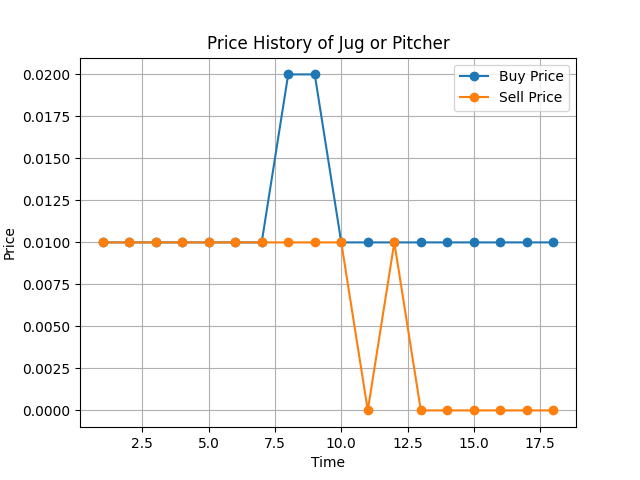 Price History of Jug or Pitcher
Buy Price
Sell Price
0.0200
0.0175
0.0150
0.0125
0.0100
0.0075
0.0050
0.0025
0.0000
Price
2.5 5.0 7.5 10.0 12.5 15.0 17.5
Time